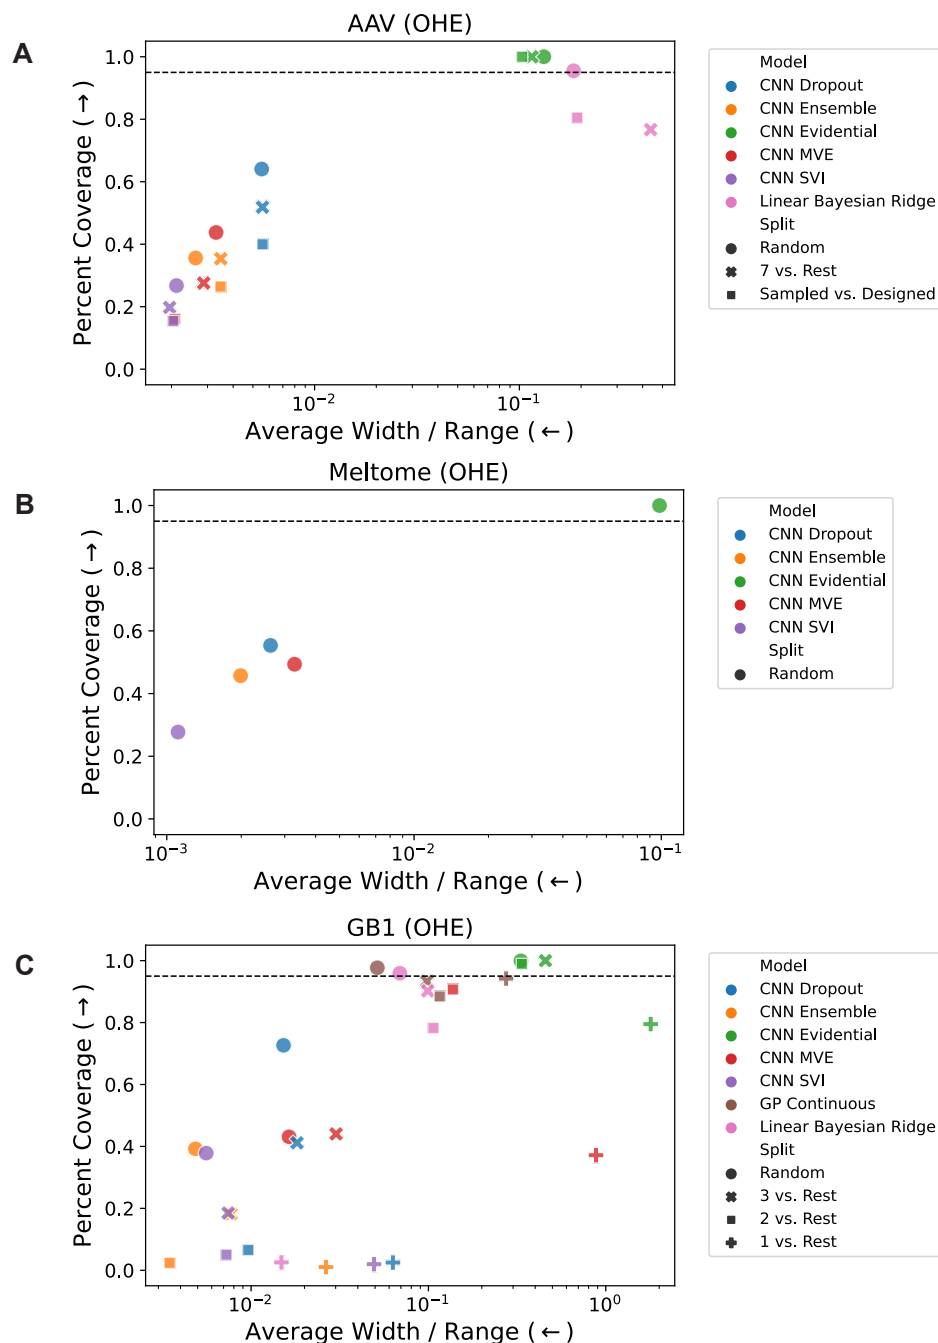 A
AAV (OHE)
Percent Coverage (→)
1.0
0.8
0.6
0.4
0.2
0.0
10⁻²
10⁻¹
Average Width / Range (←)
Model
CNN Dropout
CNN Ensemble
CNN Evidential
CNN MVE
CNN SVI
Linear Bayesian Ridge
Split
Random
7 vs. Rest
Sampled vs. Designed
B
Meltome (OHE)
Percent Coverage (→)
1.0
0.8
0.6
0.4
0.2
0.0
10⁻³
10⁻²
10⁻¹
Average Width / Range (←)
Model
CNN Dropout
CNN Ensemble
CNN Evidential
CNN MVE
CNN SVI
Split
Random
C
GB1 (OHE)
Percent Coverage (→)
1.0
0.8
0.6
0.4
0.2
0.0
10⁻²
10⁻¹
10⁰
Average Width / Range (←)
Model
CNN Dropout
CNN Ensemble
CNN Evidential
CNN MVE
CNN SVI
GP Continuous
Linear Bayesian Ridge
Split
Random
3 vs. Rest
2 vs. Rest
1 vs. Rest